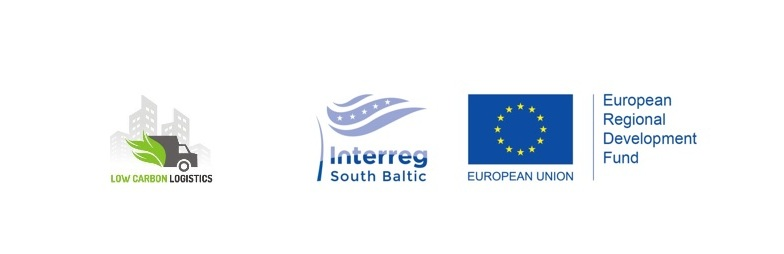 LOW CARBON LOGISTICS
Interreg
South Baltic
EUROPEAN UNION
European
Regional
Development
Fund